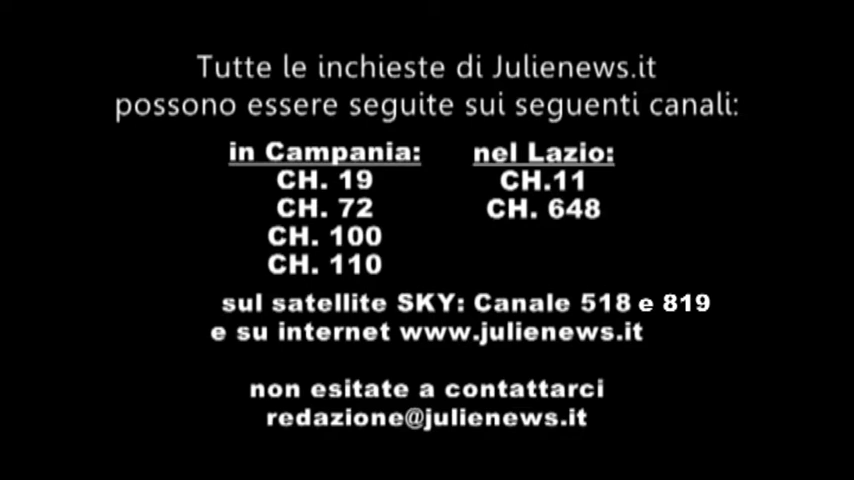 Tutte le inchieste di Julienews.it
possono essere seguite sui seguenti canali:
in Campania:
CH. 19
CH. 72
CH. 100
CH. 110
nel Lazio:
CH.11
CH. 648
sul satellite SKY: Canale 518 e 819
e su internet www.julienews.it
non esitate a contattarci
redazione@julienews.it